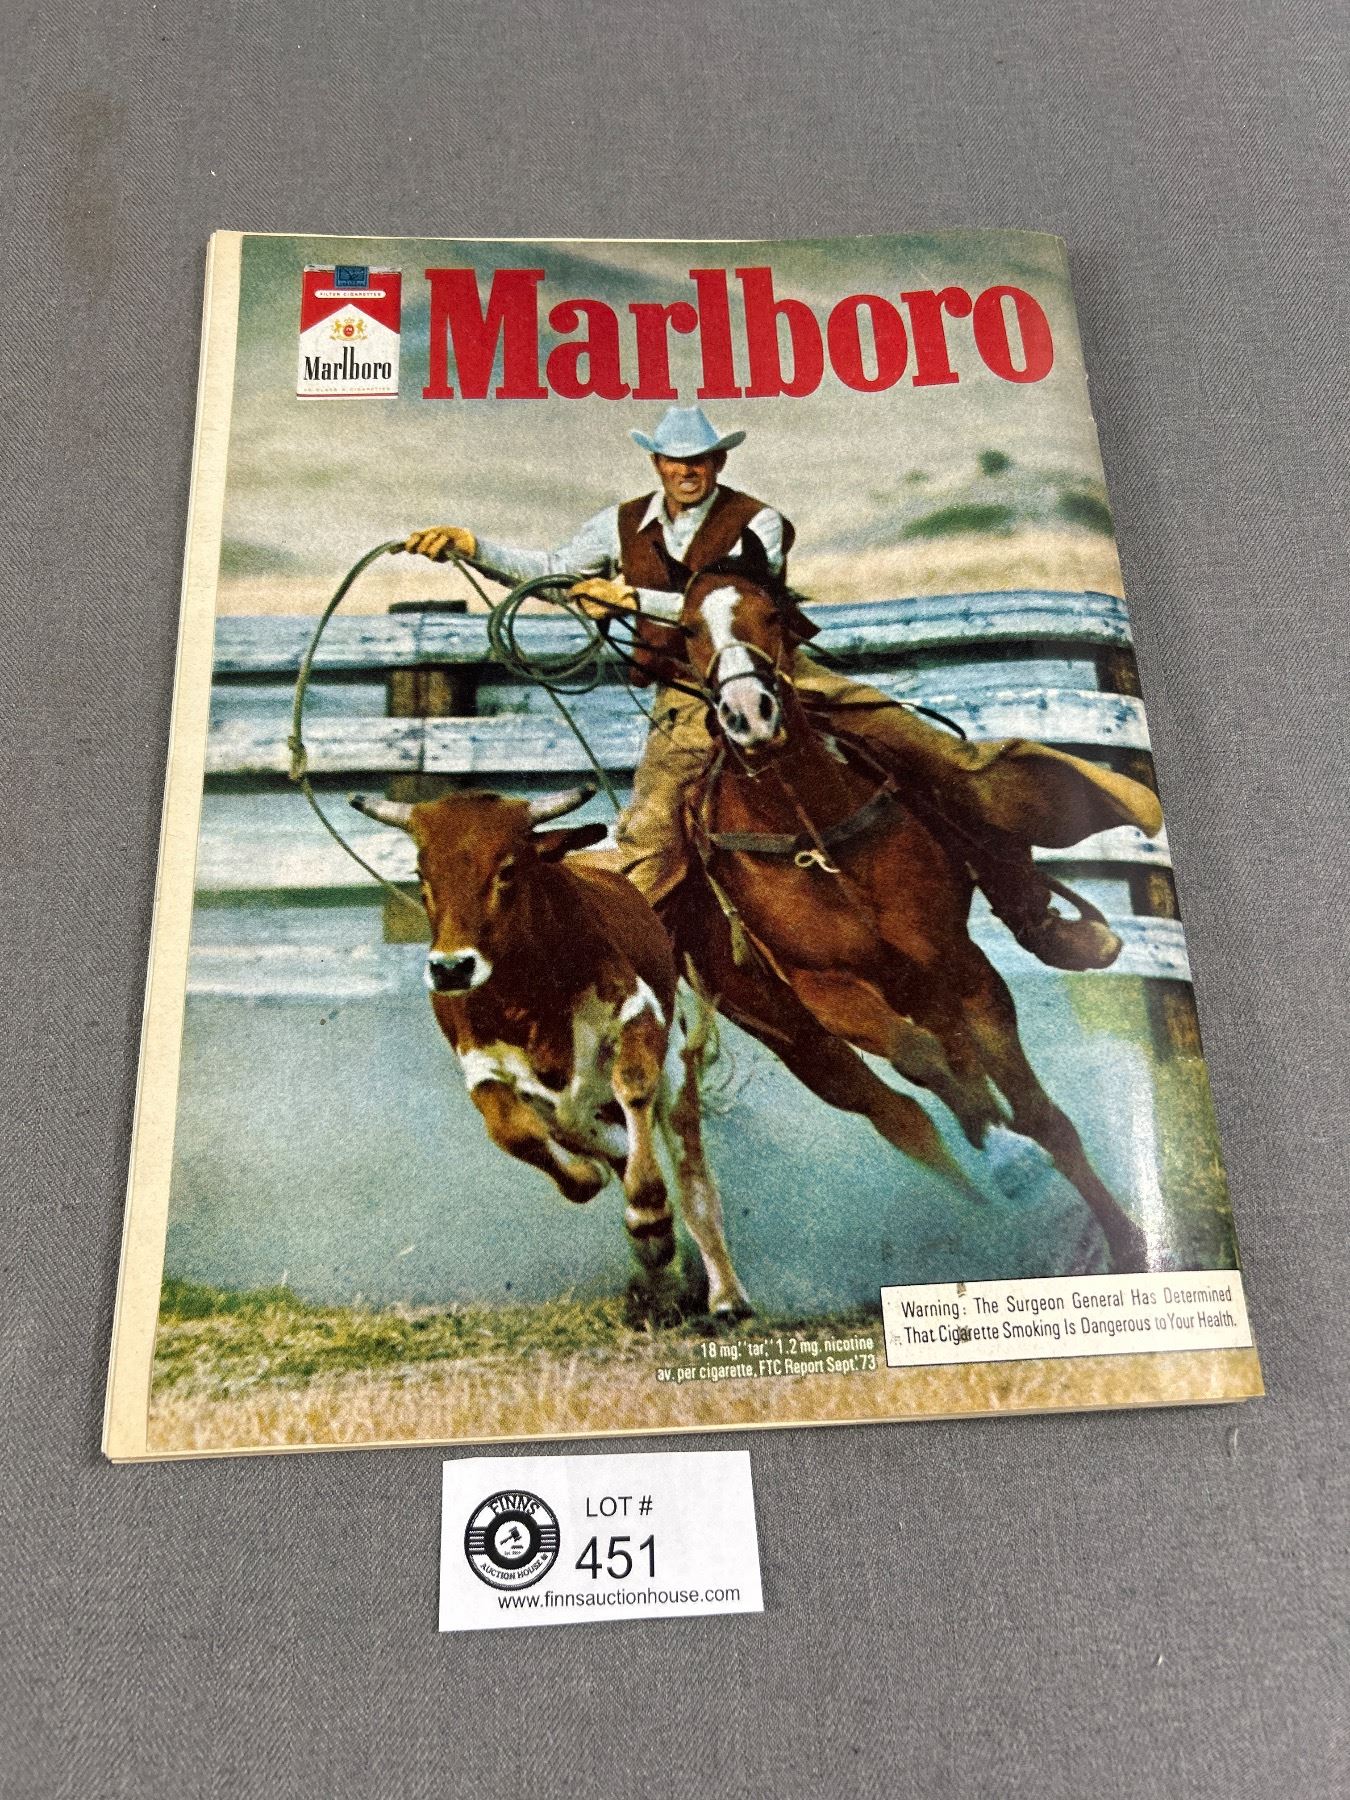 FILTER CIGARETTES
Marlboro
Marlboro
Warning: The Surgeon General Has Determined
That Cigarette Smoking Is Dangerous to Your Health.
18 mg. "tar," 1.2 mg. nicotine
av. per cigarette, FTC Report Sept.'73
FINNS
AUCTION HOUSE
LOT #
451
www.finnsauctionhouse.com